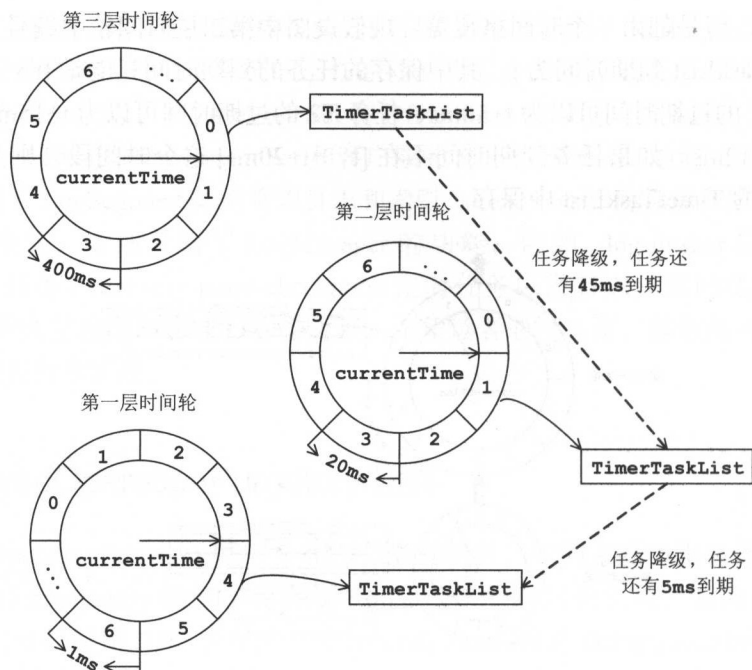 第三层时间轮
6
...
5
0
4
1
3
2
currentTime
400ms
TimerTaskList
第二层时间轮
6
...
5
0
4
1
3
2
currentTime
20ms
任务降级，任务还
有45ms到期
TimerTaskList
第一层时间轮
1
2
0
3
...
4
6
5
currentTime
1ms
TimerTaskList
任务降级，任务
还有5ms到期